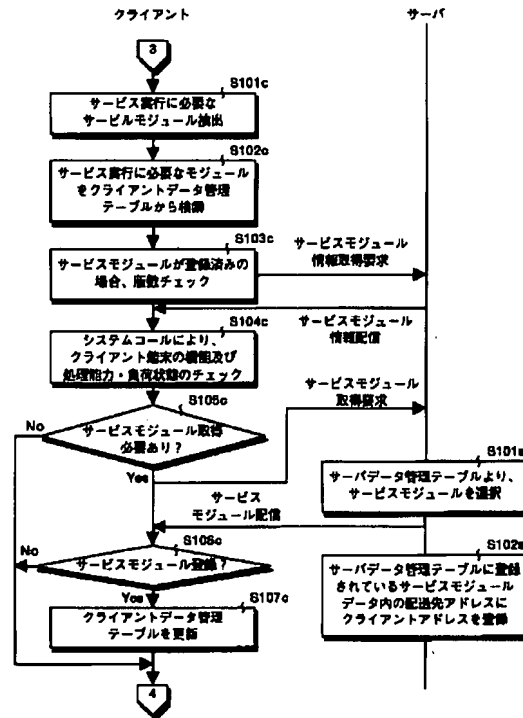 クライアント
サーバ
3
S101c
サービス実行に必要な
サービルモジュール抽出
S102c
サービス実行に必要なモジュール
をクライアントデータ管理
テーブルから検索
S103c
サービスモジュールが登録済みの
場合、版数チェック
サービスモジュール
情報取得要求
サービスモジュール
情報配信
S104c
システムコールにより、
クライアント端末の機能及び
処理能力・負荷状態のチェック
サービスモジュール
取得要求
S105c
サービスモジュール取得
必要あり?
No
Yes
S101s
サーバデータ管理テーブルより、
サービスモジュールを選択
サービス
モジュール配信
S106c
サービスモジュール登録?
No
Yes
S102s
サーバデータ管理テーブルに登録
されているサービスモジュール
データ内の配送先アドレスに
クライアントアドレスを登録
S107c
クライアントデータ管理
テーブルを更新
4